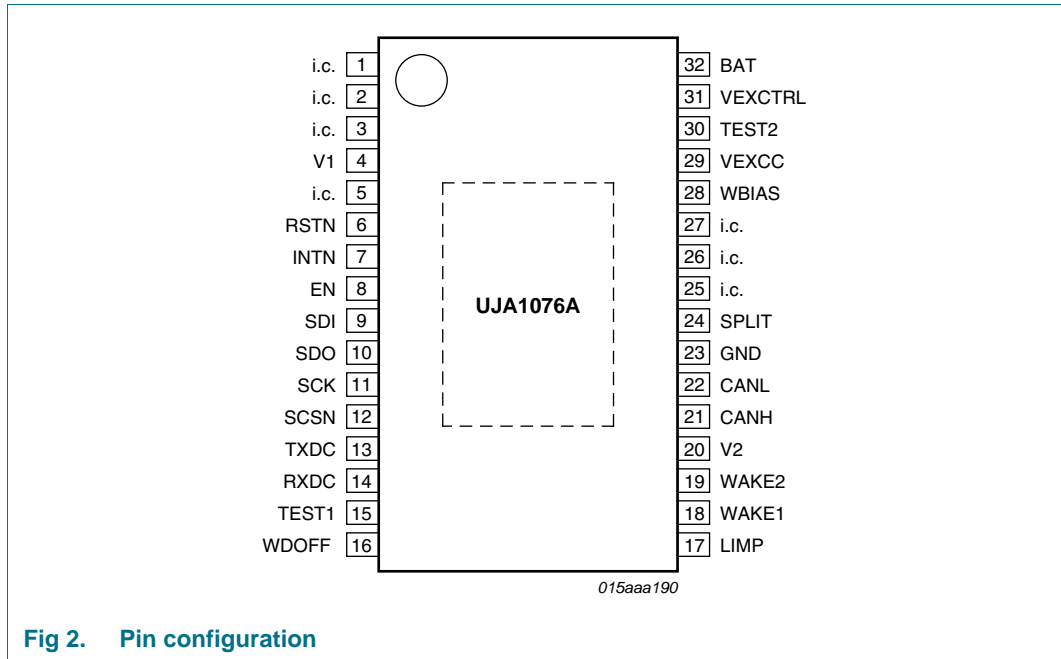 i.c. 1 32 BAT
i.c. 2 31 VEXCTRL
i.c. 3 30 TEST2
V1 4 29 VEXCC
i.c. 5 28 WBIAS
RSTN 6 27 i.c.
INTN 7 26 i.c.
EN 8 25 i.c.
UJA1076A
SDI 9 24 SPLIT
SDO 10 23 GND
SCK 11 22 CANL
SCSN 12 21 CANH
TXDC 13 20 V2
RXDC 14 19 WAKE2
TEST1 15 18 WAKE1
WDOFF 16 17 LIMP
015aaa190
Fig 2. Pin configuration